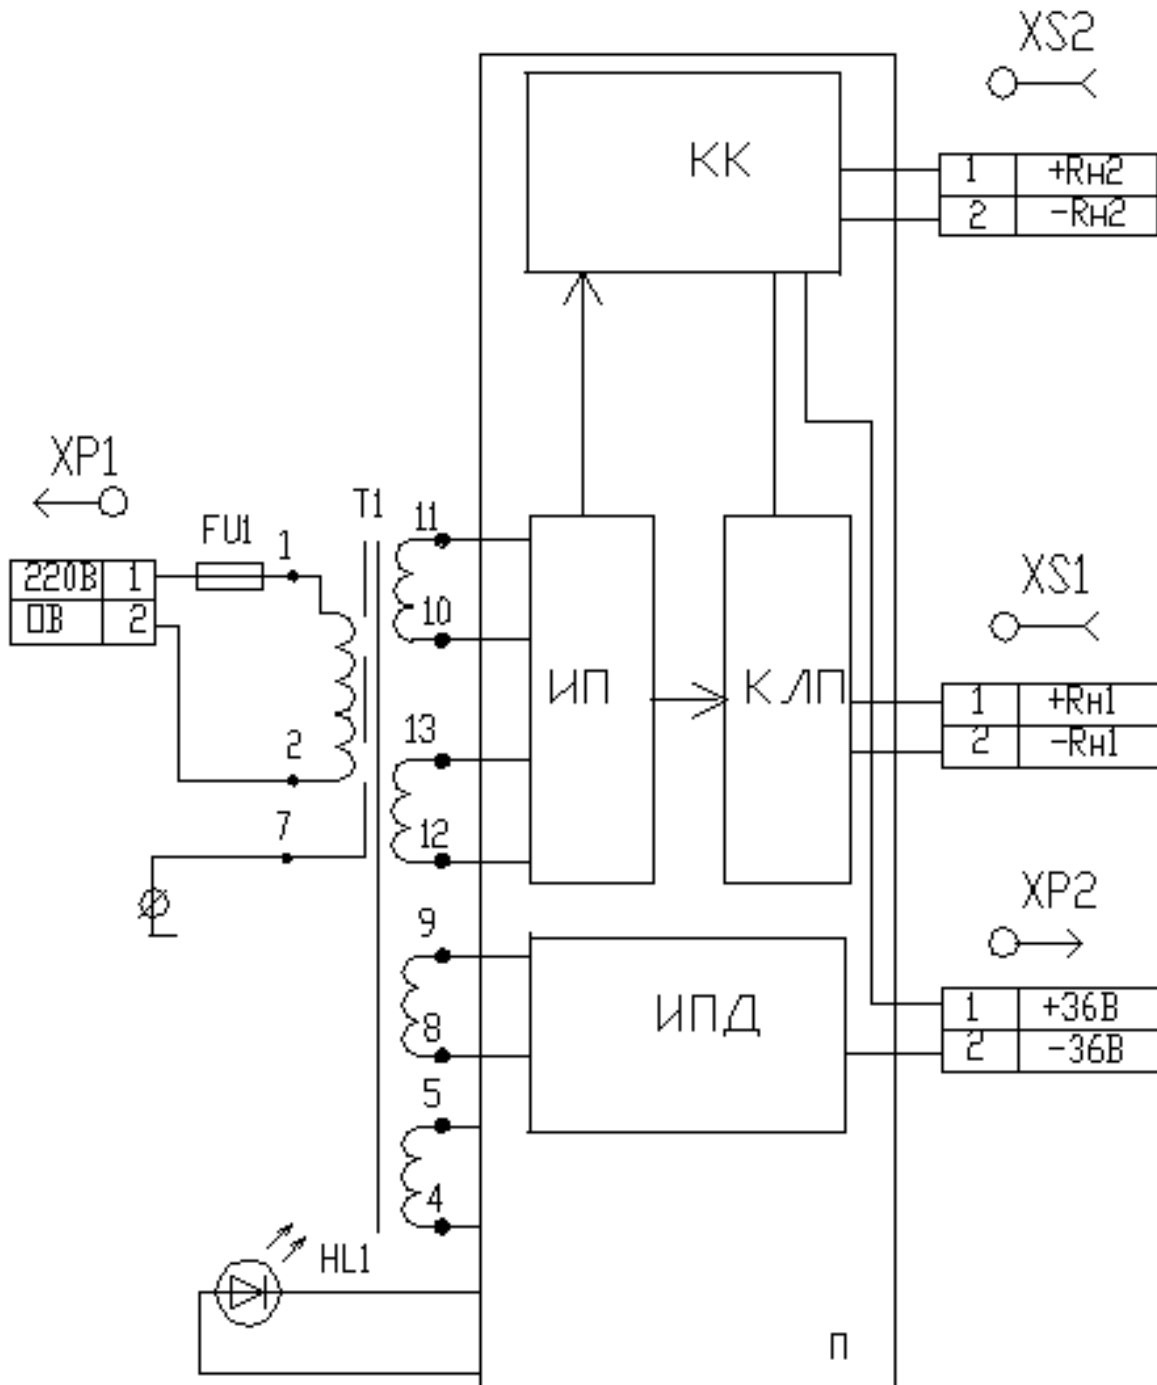 XS2
КК
1 +Rн2
2 -Rн2
XP1
FU1
1
T1
11
220В 1
0В 2
10
XS1
ИП
КЛП
1 +Rн1
2 -Rн1
2
13
7
12
XP2
9
ИПД
1 +36В
2 -36В
8
5
4
HL1
П